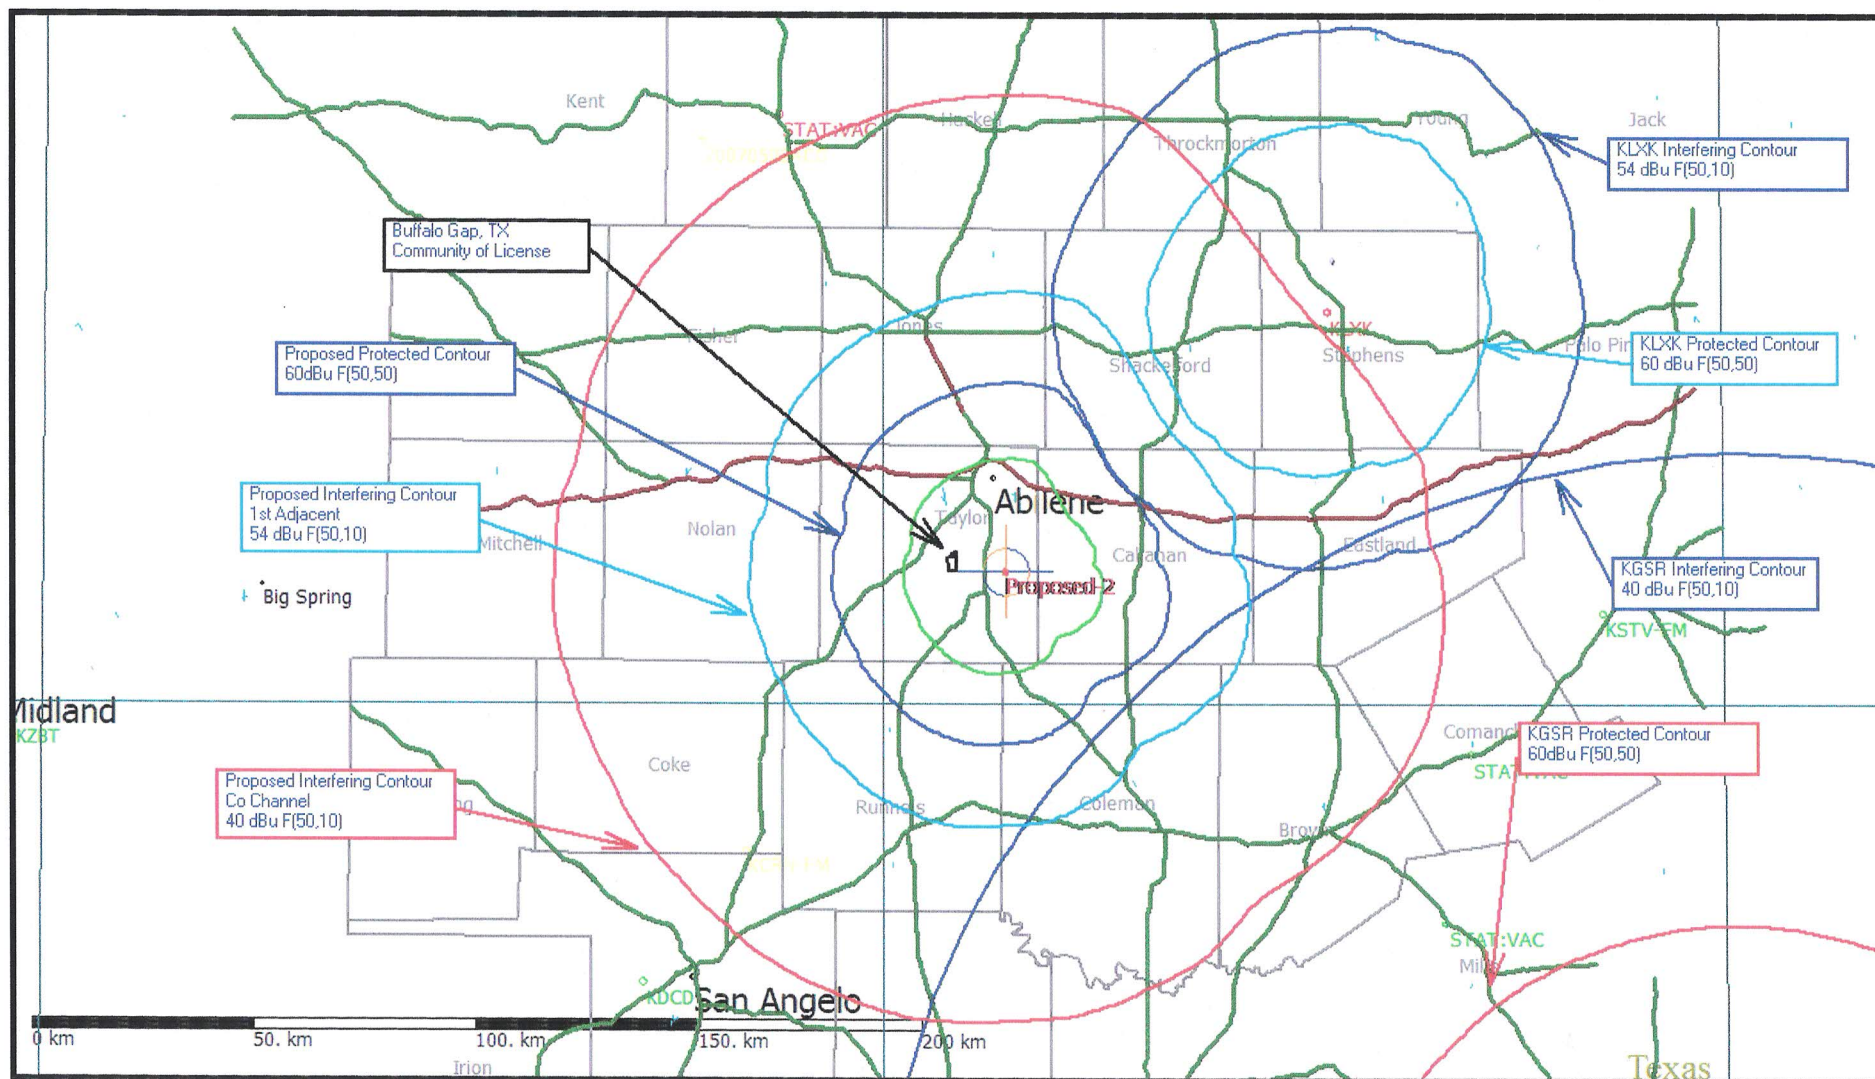 Kent
Haskell
Young
Jack
STAT:VAC
Throckmorton
KLXK Interfering Contour
54 dBu F(50,10)
Buffalo Gap, TX
Community of License
Fisher
Jones
KLXK
Stephens
Shackelford
Palo Pin
KLXK Protected Contour
60 dBu F(50,50)
Proposed Protected Contour
60dBu F(50,50)
Proposed Interfering Contour
1st Adjacent
54 dBu F(50,10)
Mitchell
Nolan
Taylor
Abilene
Callahan
Eastland
KGSR Interfering Contour
40 dBu F(50,10)
Proposed-2
Big Spring
KSTV-FM
Midland
KZBT
Comanc
KGSR Protected Contour
60dBu F(50,50)
STAT:VAC
Proposed Interfering Contour
Co Channel
40 dBu F(50,10)
ng
Coke
Runnels
Coleman
Brown
STAT:VAC
Mills
KDCD
San Angelo
0 km
50. km
100. km
150. km
200 km
Irion
Texas